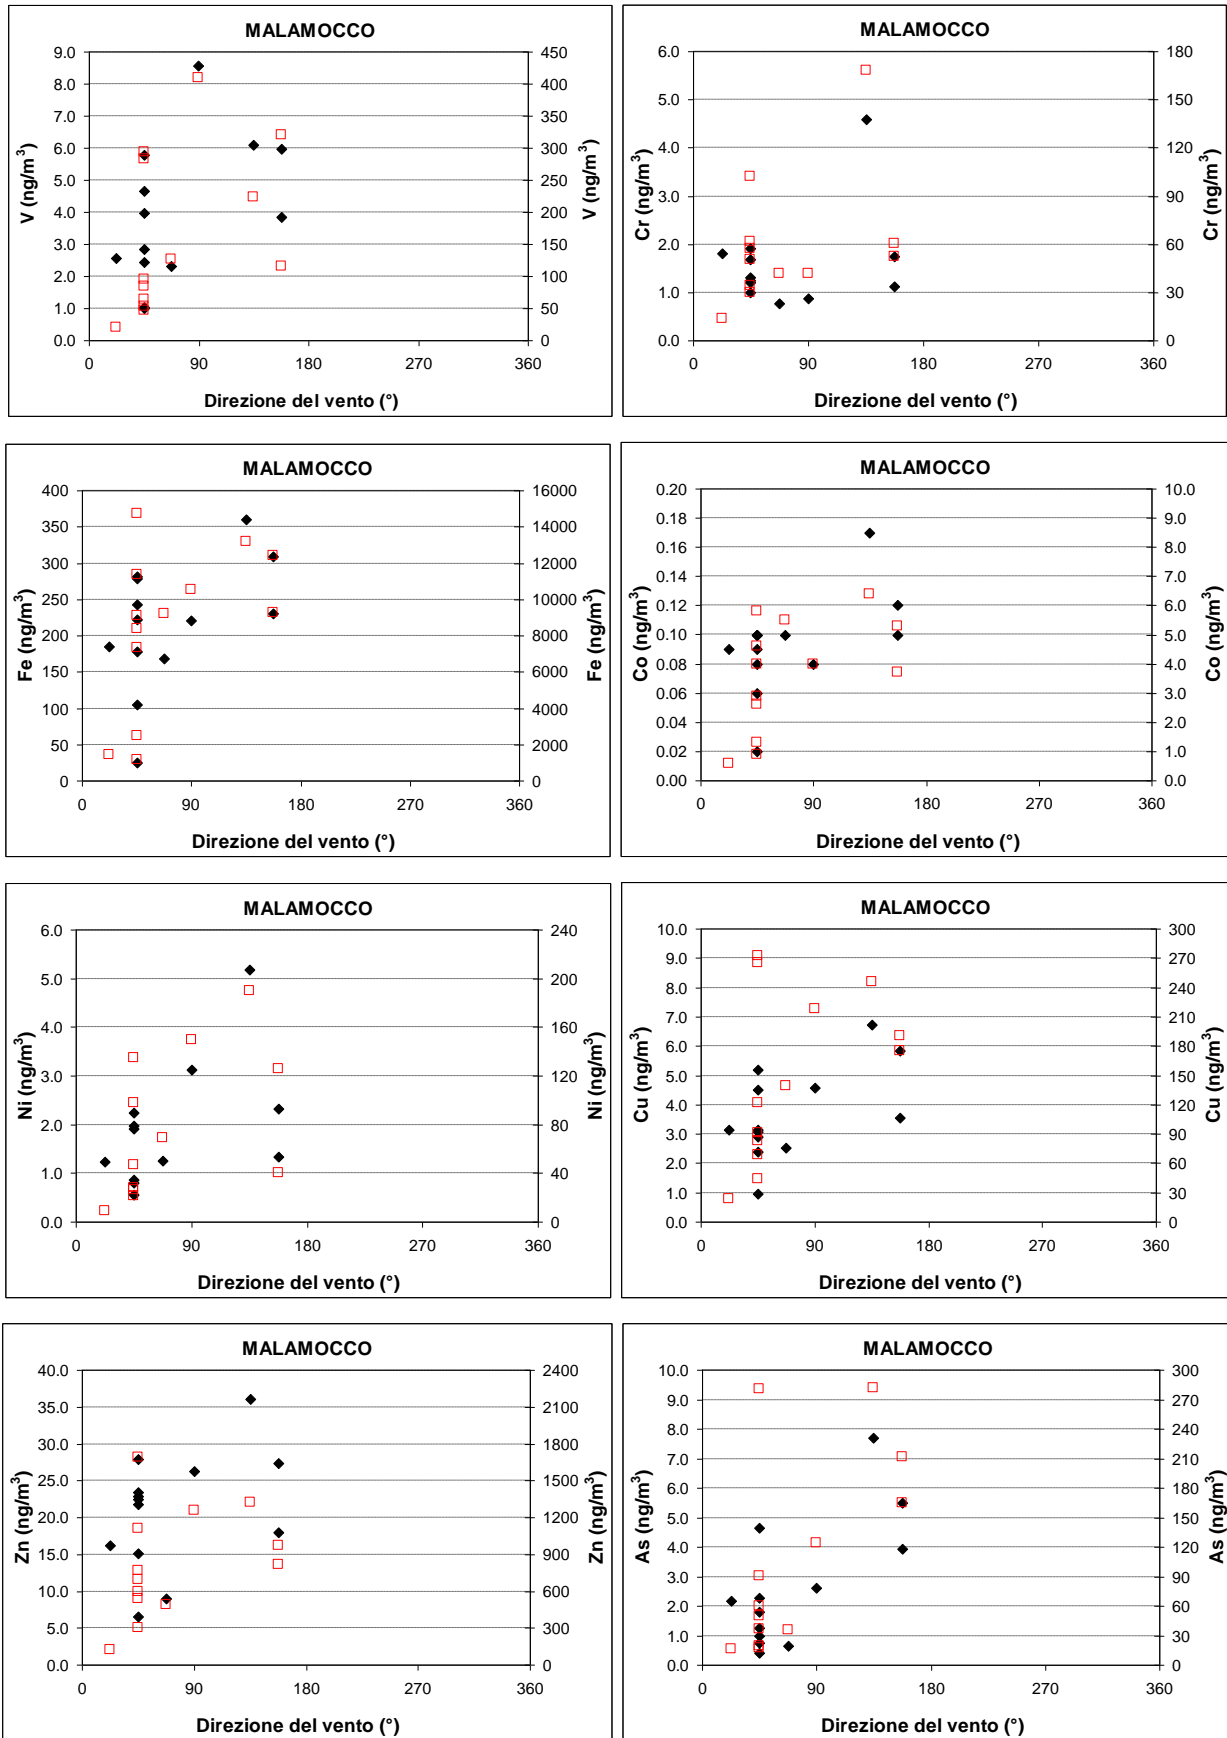 MALAMOCCO
9.0 8.0 7.0 6.0 5.0 4.0 3.0 2.0 1.0 0.0
V (ng/m³)
450 400 350 300 250 200 150 100 50 0
V (ng/m³)
0 90 180 270 360
Direzione del vento (°)
MALAMOCCO
6.0 5.0 4.0 3.0 2.0 1.0 0.0
Cr (ng/m³)
180 150 120 90 60 30 0
Cr (ng/m³)
0 90 180 270 360
Direzione del vento (°)
MALAMOCCO
400 350 300 250 200 150 100 50 0
Fe (ng/m³)
16000 14000 12000 10000 8000 6000 4000 2000 0
Fe (ng/m³)
0 90 180 270 360
Direzione del vento (°)
MALAMOCCO
0.20 0.18 0.16 0.14 0.12 0.10 0.08 0.06 0.04 0.02 0.00
Co (ng/m³)
10.0 9.0 8.0 7.0 6.0 5.0 4.0 3.0 2.0 1.0 0.0
Co (ng/m³)
0 90 180 270 360
Direzione del vento (°)
MALAMOCCO
6.0 5.0 4.0 3.0 2.0 1.0 0.0
Ni (ng/m³)
240 200 160 120 80 40 0
Ni (ng/m³)
0 90 180 270 360
Direzione del vento (°)
MALAMOCCO
10.0 9.0 8.0 7.0 6.0 5.0 4.0 3.0 2.0 1.0 0.0
Cu (ng/m³)
300 270 240 210 180 150 120 90 60 30 0
Cu (ng/m³)
0 90 180 270 360
Direzione del vento (°)
MALAMOCCO
40.0 35.0 30.0 25.0 20.0 15.0 10.0 5.0 0.0
Zn (ng/m³)
2400 2100 1800 1500 1200 900 600 300 0
Zn (ng/m³)
0 90 180 270 360
Direzione del vento (°)
MALAMOCCO
10.0 9.0 8.0 7.0 6.0 5.0 4.0 3.0 2.0 1.0 0.0
As (ng/m³)
300 270 240 210 180 150 120 90 60 30 0
As (ng/m³)
0 90 180 270 360
Direzione del vento (°)